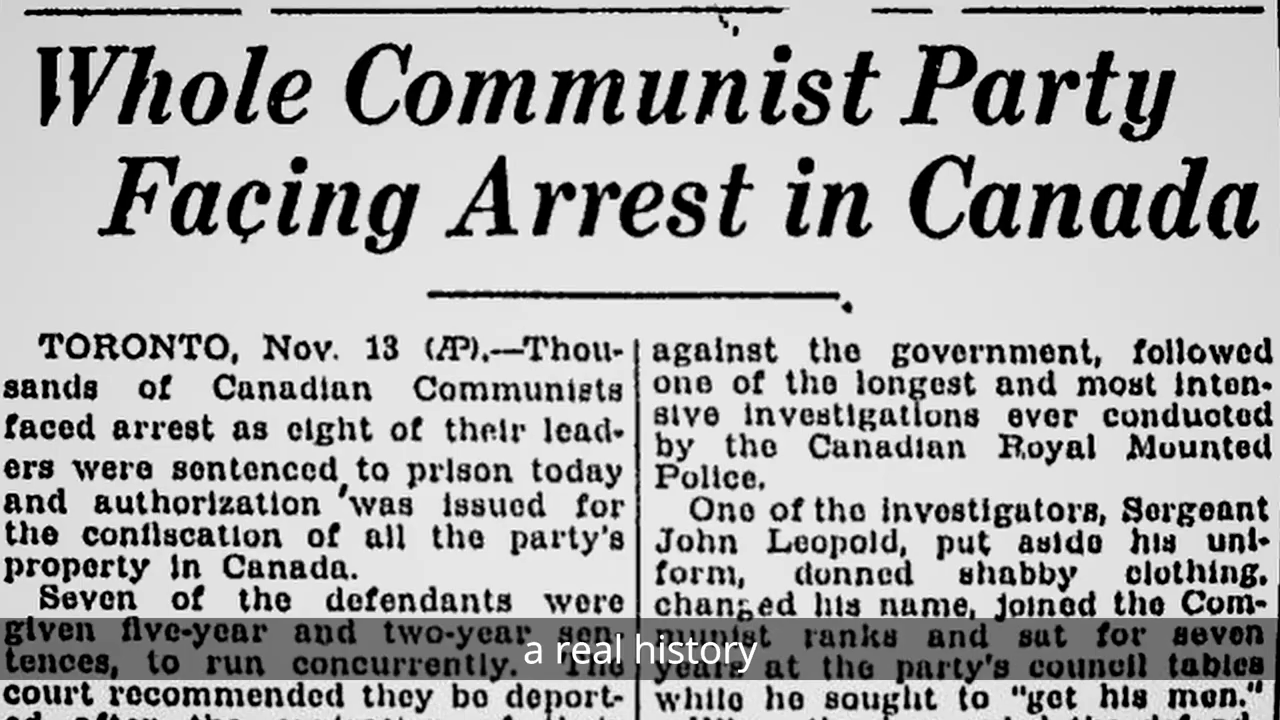 Whole Communist Party
Facing Arrest in Canada
TORONTO, Nov. 13 (AP).—Thou-
sands of Canadian Communists
faced arrest as eight of their lead-
ers were sentenced to prison today
and authorization was issued for
the confiscation of all the party's
property in Canada.
Seven of the defendants were
given five-year and two-year sen-
tences, to run concurrently. The
court recommended they be deport-
against the government, followed
one of the longest and most inten-
sive investigations ever conducted
by the Canadian Royal Mounted
Police.
One of the investigators, Sergeant
John Leopold, put aside his uni-
form, donned shabby clothing,
changed his name, joined the Com-
munist ranks and sat for seven
years at the party's council tables
while he sought to "get his men."
a real history